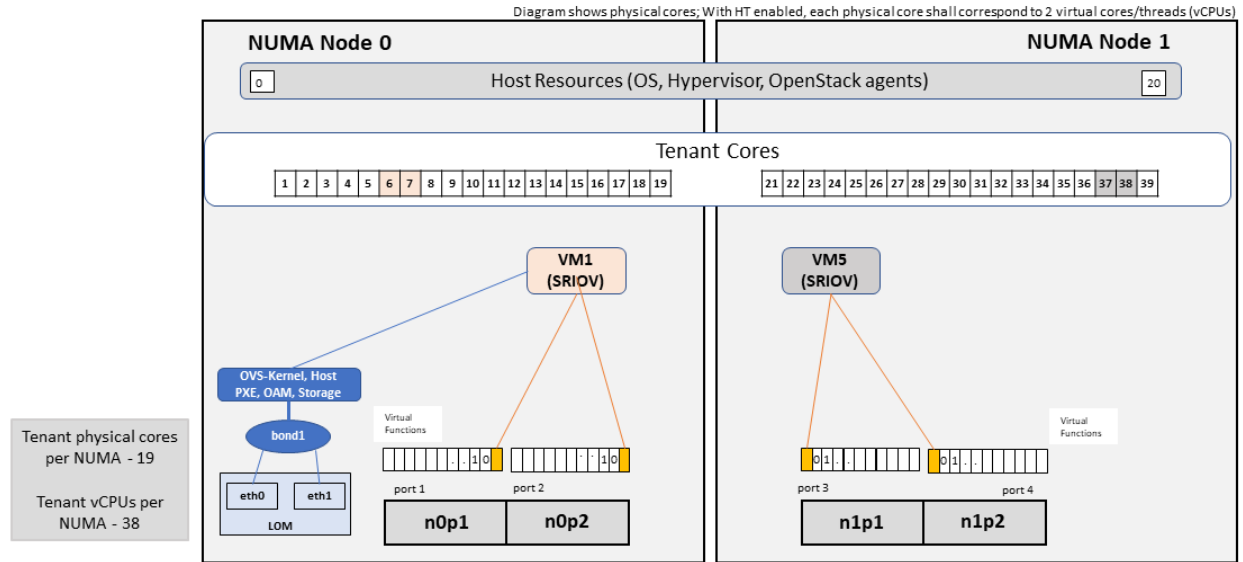 Diagram shows physical cores; With HT enabled, each physical core shall correspond to 2 virtual cores/threads (vCPUs)
NUMA Node 0
NUMA Node 1
0
Host Resources (OS, Hypervisor, OpenStack agents)
20
Tenant Cores
1 2 3 4 5 6 7 8 9 10 11 12 13 14 15 16 17 18 19
21 22 23 24 25 26 27 28 29 30 31 32 33 34 35 36 37 38 39
VM1
(SRIOV)
VM5
(SRIOV)
OVS-Kernel, Host
PXE, OAM, Storage
bond1
eth0
eth1
LOM
Virtual
Functions
. . 1 0
. . 1 0
0 1 . .
0 1 . .
Virtual
Functions
port 1
port 2
port 3
port 4
n0p1
n0p2
n1p1
n1p2
Tenant physical cores
per NUMA - 19
Tenant vCPUs per
NUMA - 38